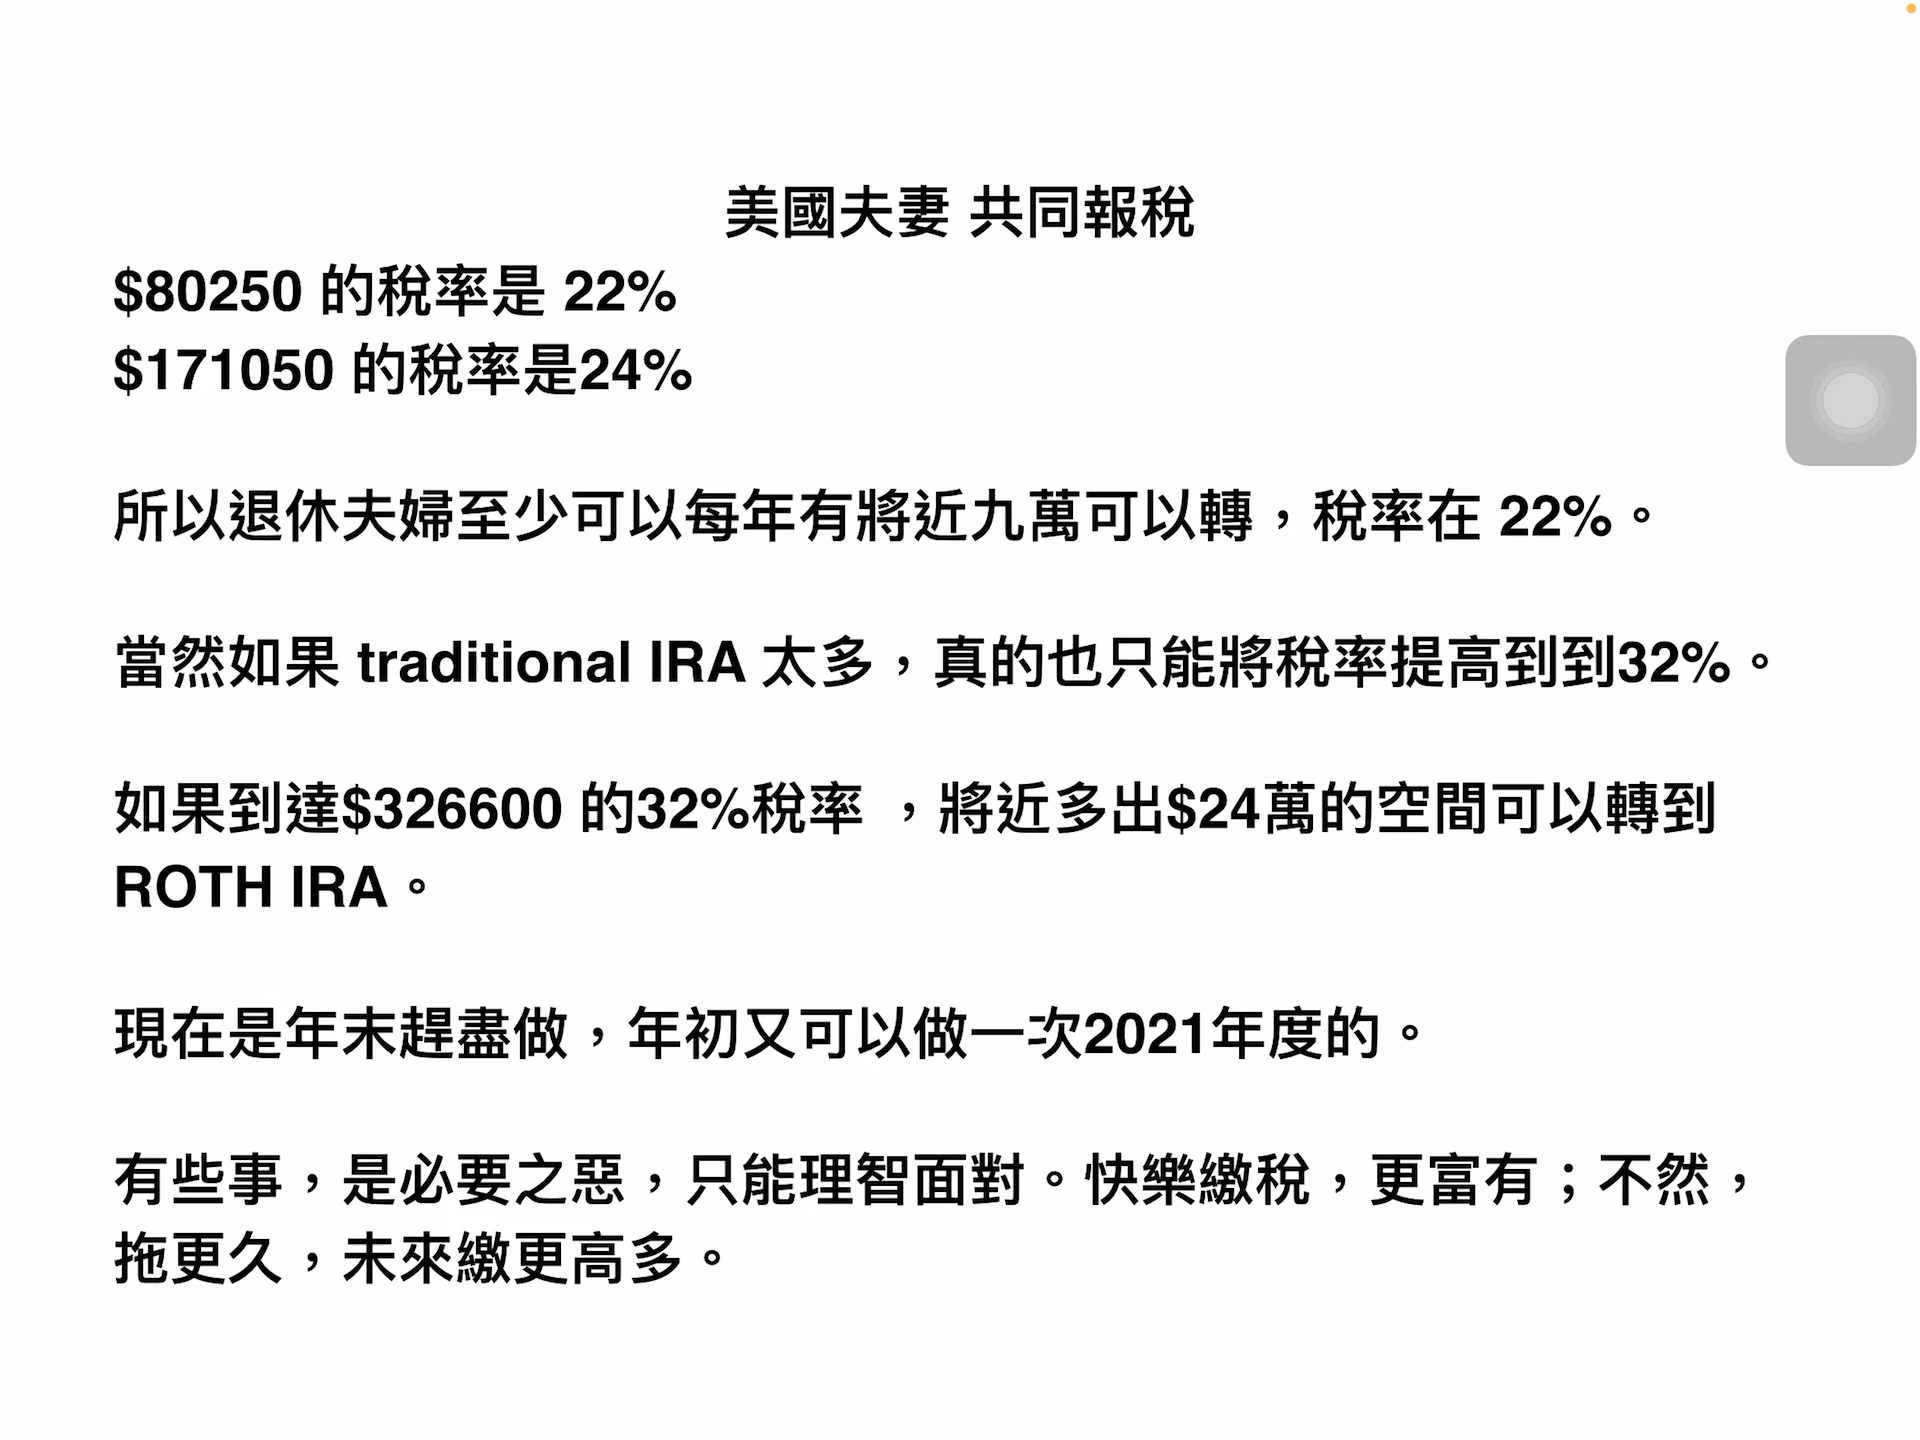 美國夫妻 共同報稅
$80250 的稅率是 22%
$171050 的稅率是24%
所以退休夫婦至少可以每年有將近九萬可以轉，稅率在 22%。
當然如果 traditional IRA 太多，真的也只能將稅率提高到到32%。
如果到達$326600 的32%稅率 ，將近多出$24萬的空間可以轉到
ROTH IRA。
現在是年末趕盡做，年初又可以做一次2021年度的。
有些事，是必要之惡，只能理智面對。快樂繳稅，更富有；不然，
拖更久，未來繳更高多。